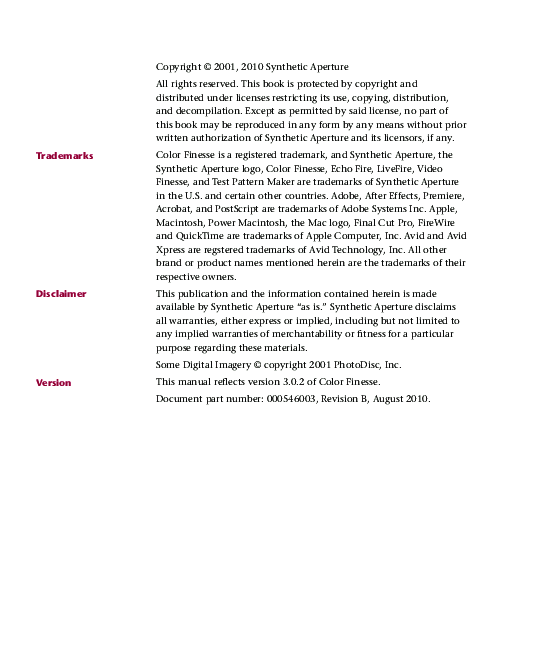 Copyright © 2001, 2010 Synthetic Aperture
All rights reserved. This book is protected by copyright and
distributed under licenses restricting its use, copying, distribution,
and decompilation. Except as permitted by said license, no part of
this book may be reproduced in any form by any means without prior
written authorization of Synthetic Aperture and its licensors, if any.
Trademarks
Color Finesse is a registered trademark, and Synthetic Aperture, the
Synthetic Aperture logo, Color Finesse, Echo Fire, LiveFire, Video
Finesse, and Test Pattern Maker are trademarks of Synthetic Aperture
in the U.S. and certain other countries. Adobe, After Effects, Premiere,
Acrobat, and PostScript are trademarks of Adobe Systems Inc. Apple,
Macintosh, Power Macintosh, the Mac logo, Final Cut Pro, FireWire
and QuickTime are trademarks of Apple Computer, Inc. Avid and Avid
Xpress are regstered trademarks of Avid Technology, Inc. All other
brand or product names mentioned herein are the trademarks of their
respective owners.
Disclaimer
This publication and the information contained herein is made
available by Synthetic Aperture “as is.” Synthetic Aperture disclaims
all warranties, either express or implied, including but not limited to
any implied warranties of merchantability or fitness for a particular
purpose regarding these materials.
Some Digital Imagery © copyright 2001 PhotoDisc, Inc.
Version
This manual reflects version 3.0.2 of Color Finesse.
Document part number: 000546003, Revision B, August 2010.